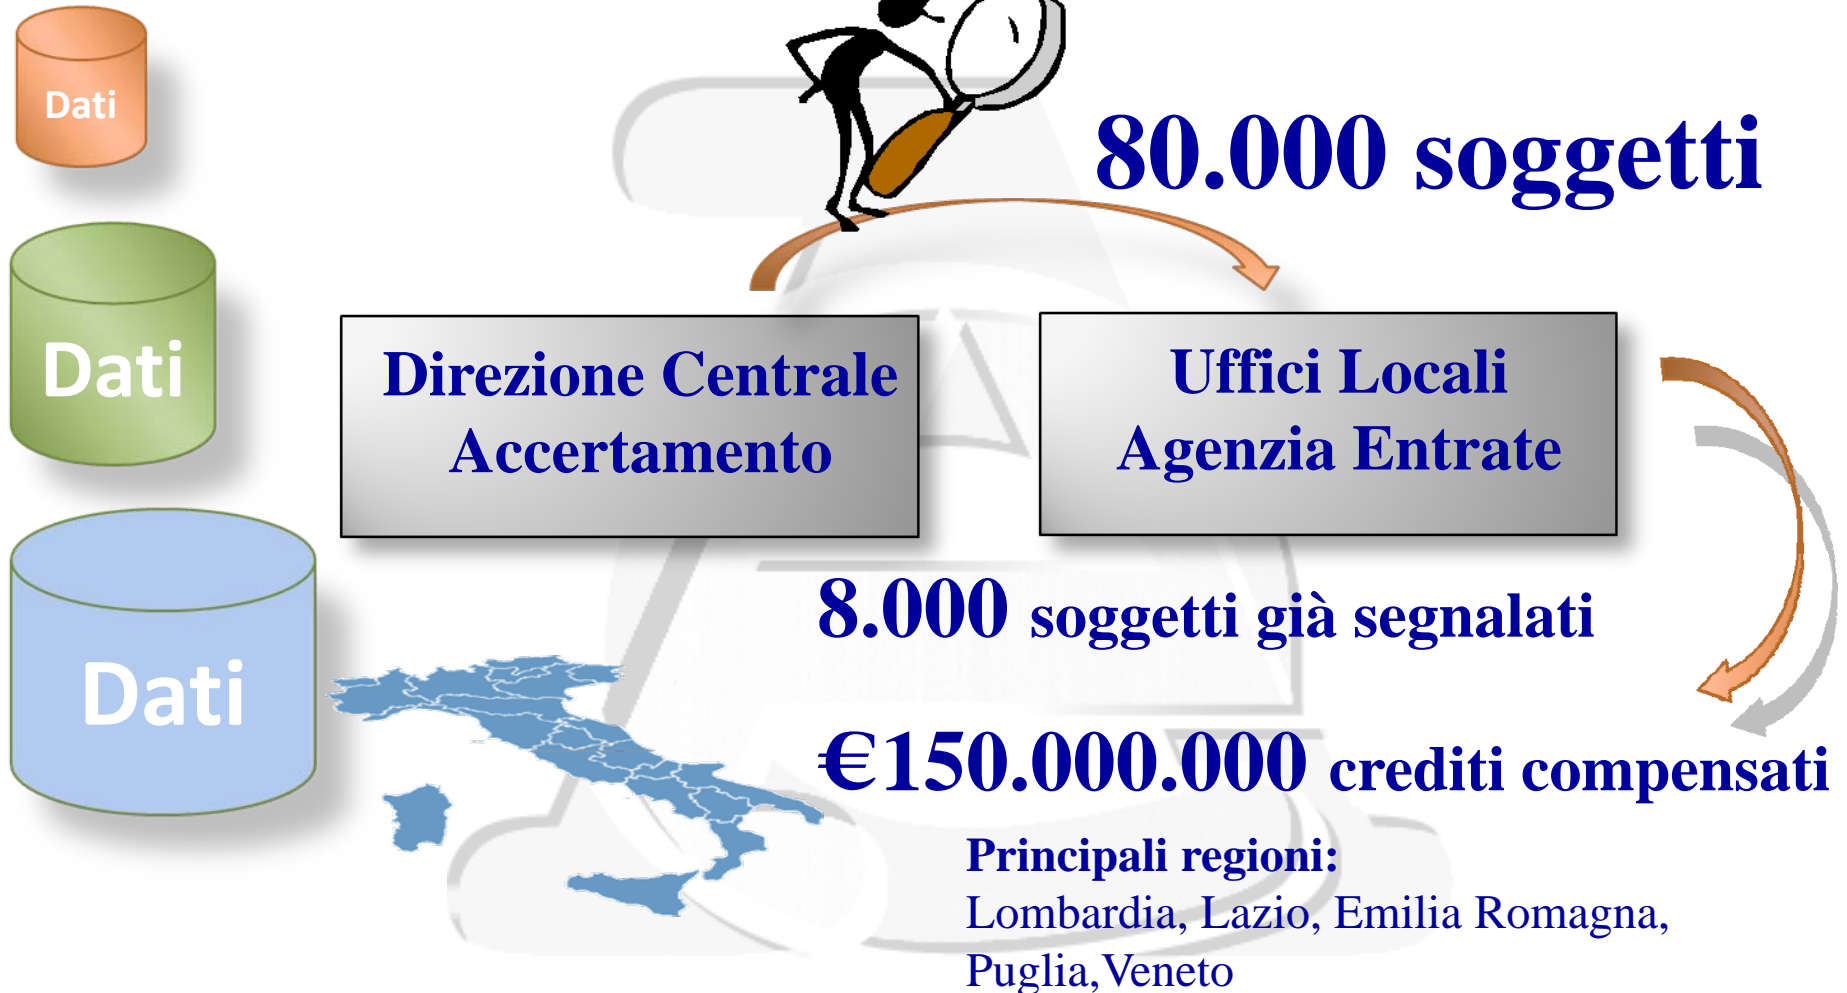 Dati
80.000 soggetti
Dati
Direzione Centrale
Accertamento
Uffici Locali
Agenzia Entrate
Dati
8.000 soggetti già segnalati
€150.000.000 crediti compensati
Principali regioni:
Lombardia, Lazio, Emilia Romagna,
Puglia,Veneto